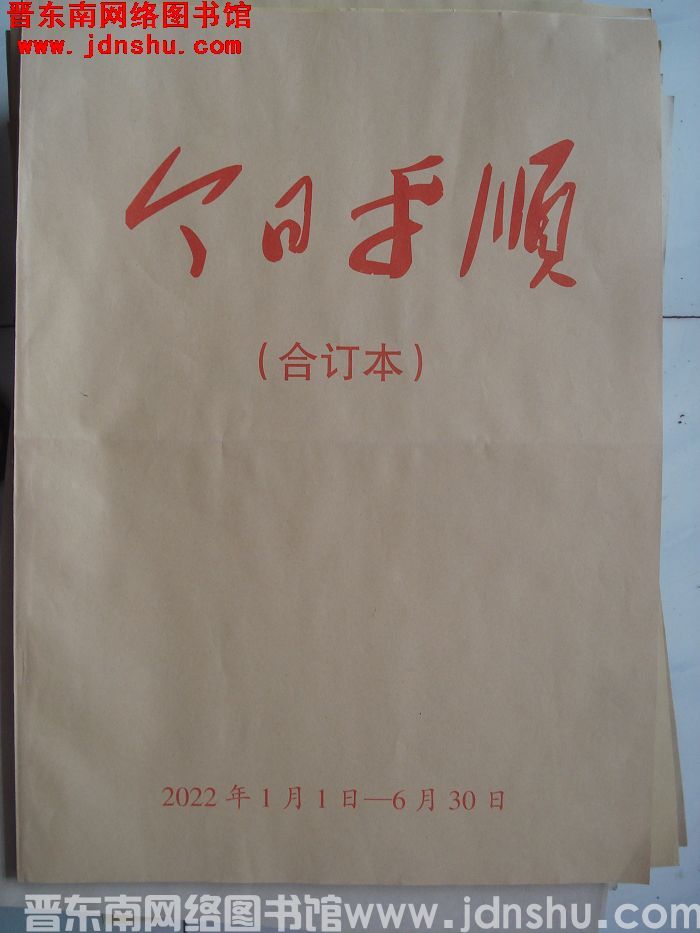 晋东南网络图书馆
www.jdnshu.com
今日平顺
（合订本）
2022年1月1日—6月30日
晋东南网络图书馆www.jdnshu.com